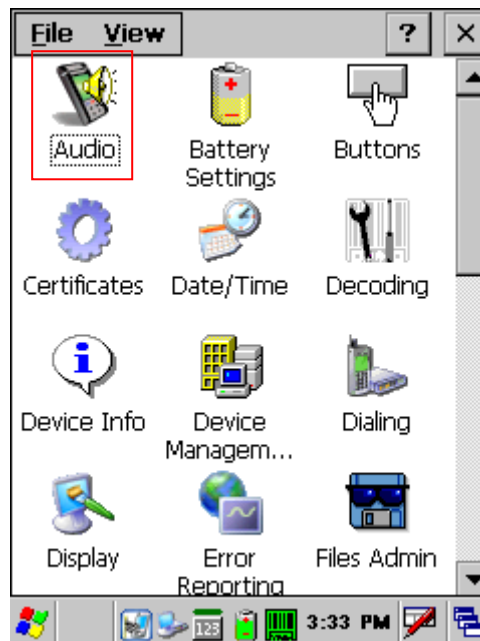 File View ? ×
Audio
Battery Settings
Buttons
Certificates
Date/Time
Decoding
Device Info
Device Managem...
Dialing
Display
Error Reporting
Files Admin
123
3:33 PM